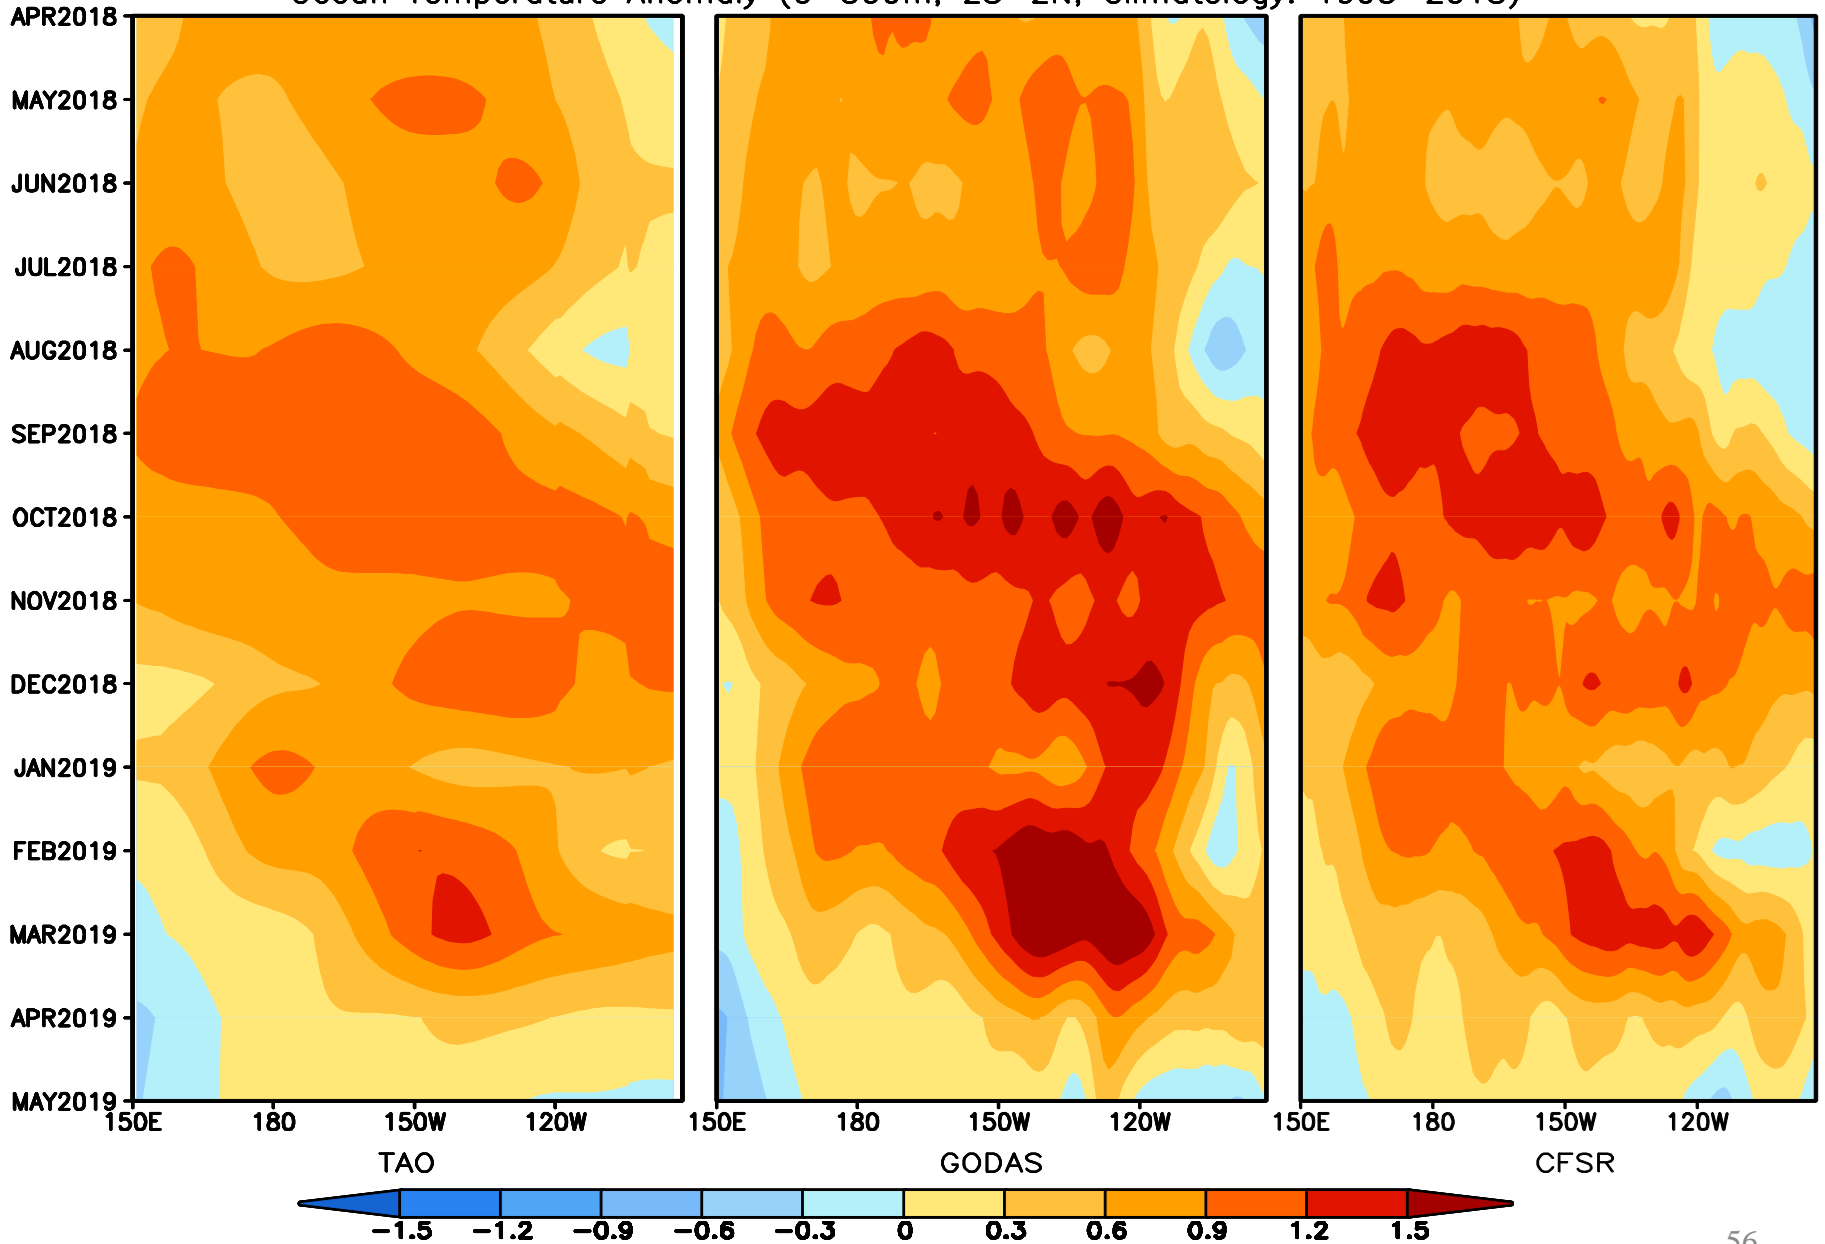 APR2018
MAY2018
JUN2018
JUL2018
AUG2018
SEP2018
OCT2018
NOV2018
DEC2018
JAN2019
FEB2019
MAR2019
APR2019
MAY2019
150E 180 150W 120W 150E 180 150W 120W 150E 180 150W 120W
TAO GODAS CFSR
-1.5 -1.2 -0.9 -0.6 -0.3 0 0.3 0.6 0.9 1.2 1.5
56